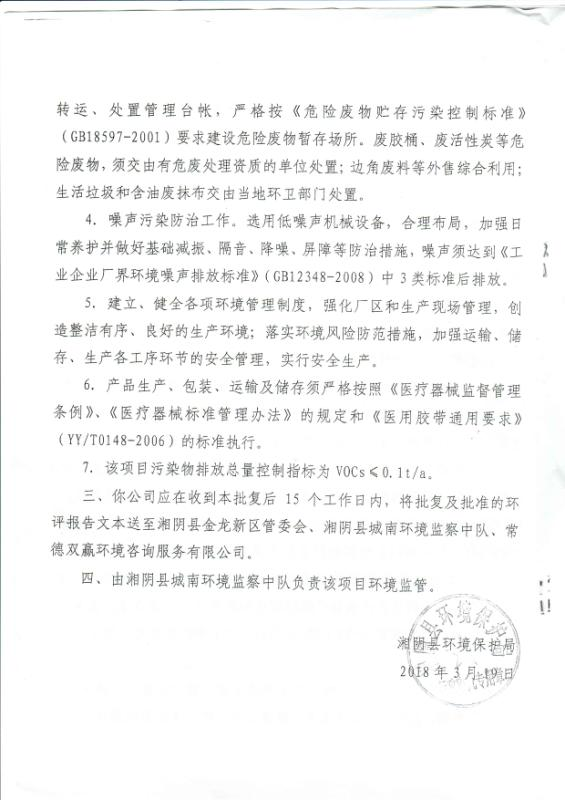 转运、处置管理台帐，严格按《危险废物贮存污染控制标准》
（GB18597-2001）要求建设危险废物暂存场所。废胶桶、废活性炭等危
险废物，须交由有危废处理资质的单位处置；边角废料等外售综合利用；
生活垃圾和含油废抹布交由当地环卫部门处置。
4．噪声污染防治工作。选用低噪声机械设备，合理布局，加强日
常养护并做好基础减振、隔音、降噪、屏障等防治措施，噪声须达到《工
业企业厂界环境噪声排放标准》（GB12348-2008）中 3 类标准后排放。
5．建立、健全各项环境管理制度，强化厂区和生产现场管理，创
造整洁有序、良好的生产环境；落实环境风险防范措施，加强运输、储
存、生产各工序环节的安全管理，实行安全生产。
6．产品生产、包装、运输及储存须严格按照《医疗器械监督管理
条例》、《医疗器械标准管理办法》的规定和《医用胶带通用要求》
（YY/T0148-2006）的标准执行。
7．该项目污染物排放总量控制指标为 VOCs≤0.1t/a。
三、你公司应在收到本批复后 15 个工作日内，将批复及批准的环
评报告文本送至湘阴县金龙新区管委会、湘阴县城南环境监察中队、常
德双赢环境咨询服务有限公司。
四、由湘阴县城南环境监察中队负责该项目环境监管。
湘阴县环境保护局
2018 年 3 月 19 日